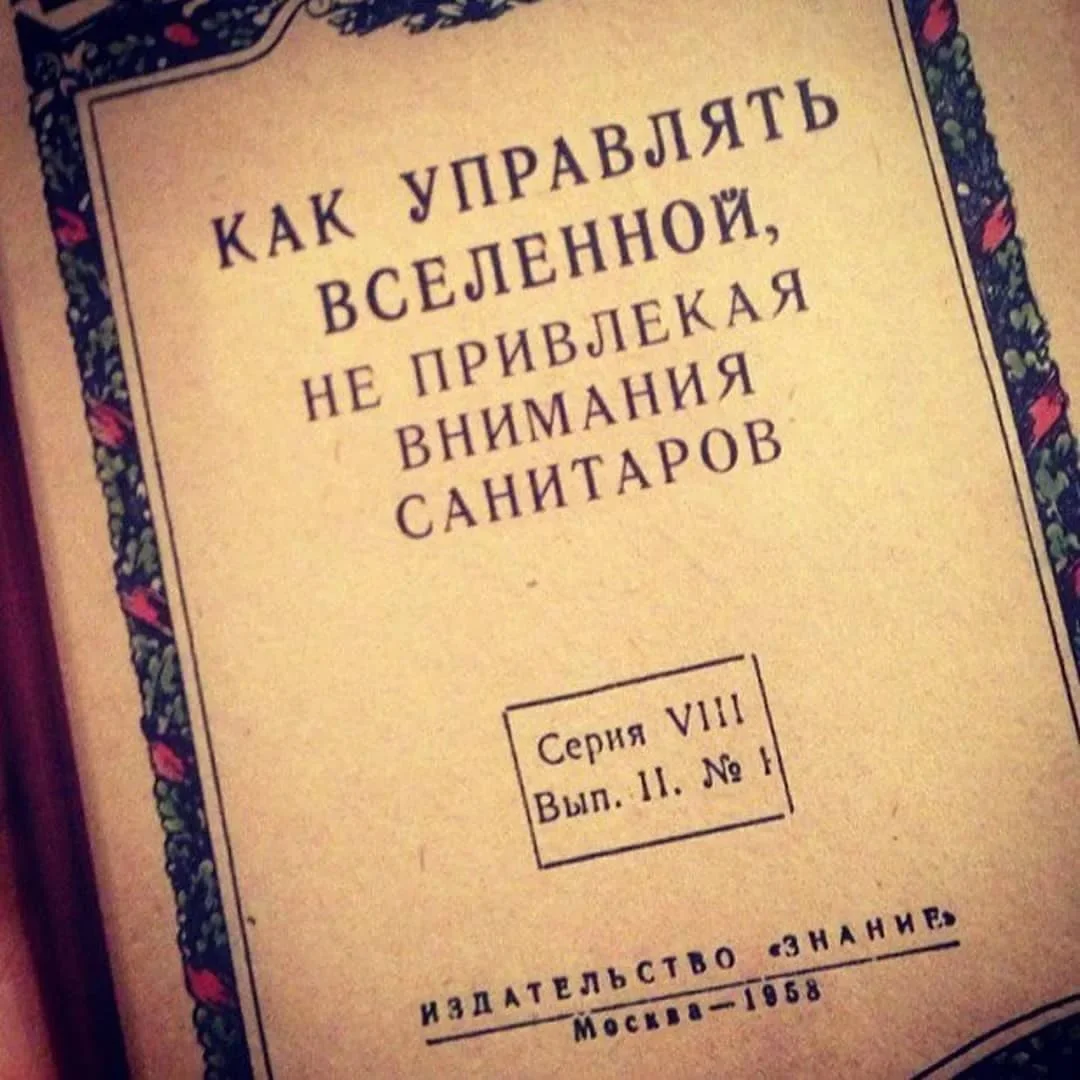 КАК УПРАВЛЯТЬ
ВСЕЛЕННОЙ,
НЕ ПРИВЛЕКАЯ
ВНИМАНИЯ
САНИТАРОВ
Серия VIII
Вып. II. № 1
ИЗДАТЕЛЬСТВО «ЗНАНИЕ»
Москва—1958